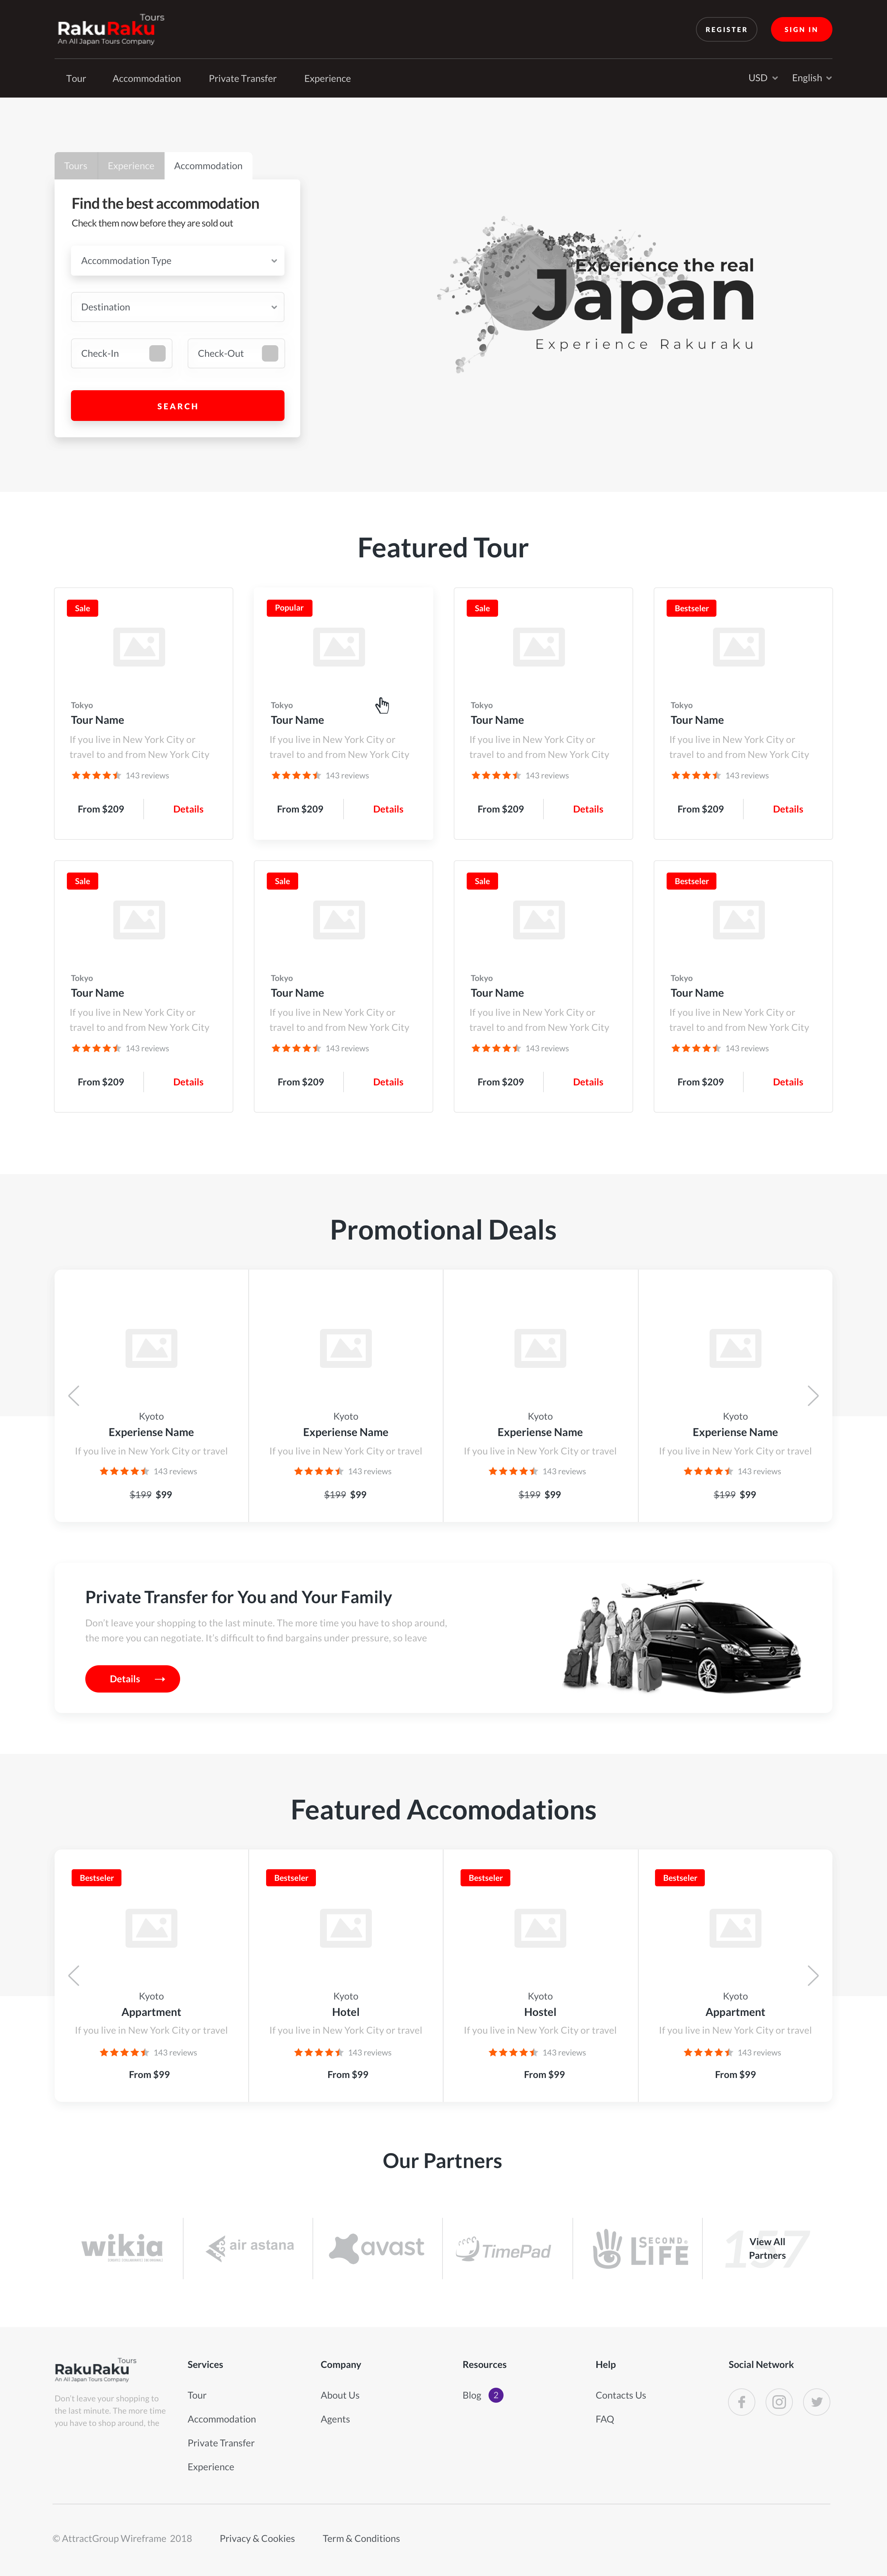 Tours
RakuRaku
An All Japan Tours Company
REGISTER
SIGN IN
Tour
Accommodation
Private Transfer
Experience
USD
English
Tours
Experience
Accommodation
Find the best accommodation
Check them now before they are sold out
Accommodation Type
Destination
Check-In
Check-Out
SEARCH
Experience the real
Japan
Experience Rakuraku
Featured Tour
Sale
Tokyo
Tour Name
If you live in New York City or
travel to and from New York City
143 reviews
From $209
Details
Popular
Tokyo
Tour Name
If you live in New York City or
travel to and from New York City
143 reviews
From $209
Details
Sale
Tokyo
Tour Name
If you live in New York City or
travel to and from New York City
143 reviews
From $209
Details
Bestseler
Tokyo
Tour Name
If you live in New York City or
travel to and from New York City
143 reviews
From $209
Details
Sale
Tokyo
Tour Name
If you live in New York City or
travel to and from New York City
143 reviews
From $209
Details
Sale
Tokyo
Tour Name
If you live in New York City or
travel to and from New York City
143 reviews
From $209
Details
Sale
Tokyo
Tour Name
If you live in New York City or
travel to and from New York City
143 reviews
From $209
Details
Bestseler
Tokyo
Tour Name
If you live in New York City or
travel to and from New York City
143 reviews
From $209
Details
Promotional Deals
Kyoto
Experiense Name
If you live in New York City or travel
143 reviews
$199 $99
Kyoto
Experiense Name
If you live in New York City or travel
143 reviews
$199 $99
Kyoto
Experiense Name
If you live in New York City or travel
143 reviews
$199 $99
Kyoto
Experiense Name
If you live in New York City or travel
143 reviews
$199 $99
Private Transfer for You and Your Family
Don't leave your shopping to the last minute. The more time you have to shop around,
the more you can negotiate. It's difficult to find bargains under pressure, so leave
Details
Featured Accomodations
Bestseler
Kyoto
Appartment
If you live in New York City or travel
143 reviews
From $99
Bestseler
Kyoto
Hotel
If you live in New York City or travel
143 reviews
From $99
Bestseler
Kyoto
Hostel
If you live in New York City or travel
143 reviews
From $99
Bestseler
Kyoto
Appartment
If you live in New York City or travel
143 reviews
From $99
Our Partners
wikia
air astana
avast
TimePad
SECOND
LIFE
157
View All
Partners
Tours
RakuRaku
An All Japan Tours Company
Don't leave your shopping to
the last minute. The more time
you have to shop around, the
Services
Tour
Accommodation
Private Transfer
Experience
Company
About Us
Agents
Resources
Blog 2
Help
Contacts Us
FAQ
Social Network
© AttractGroup Wireframe 2018
Privacy & Cookies
Term & Conditions